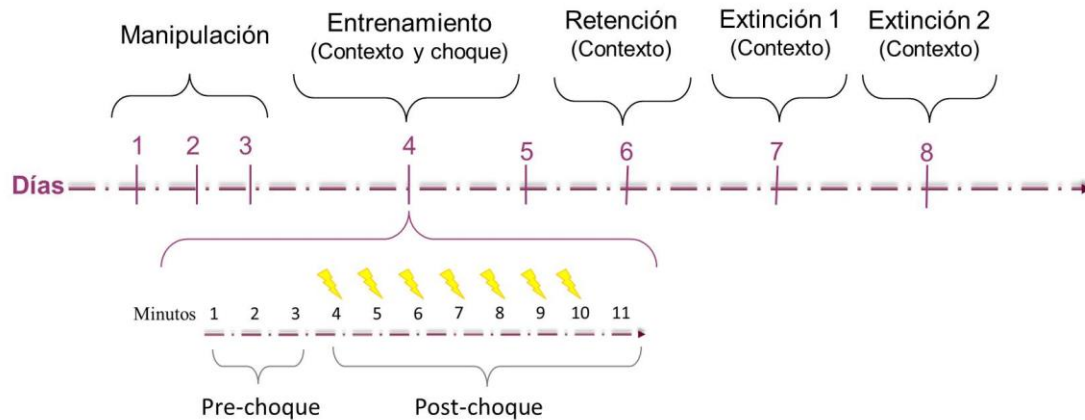 Manipulación
Entrenamiento
(Contexto y choque)
Retención
(Contexto)
Extinción 1
(Contexto)
Extinción 2
(Contexto)
Días 1 2 3 4 5 6 7 8
Minutos 1 2 3 4 5 6 7 8 9 10 11
Pre-choque Post-choque